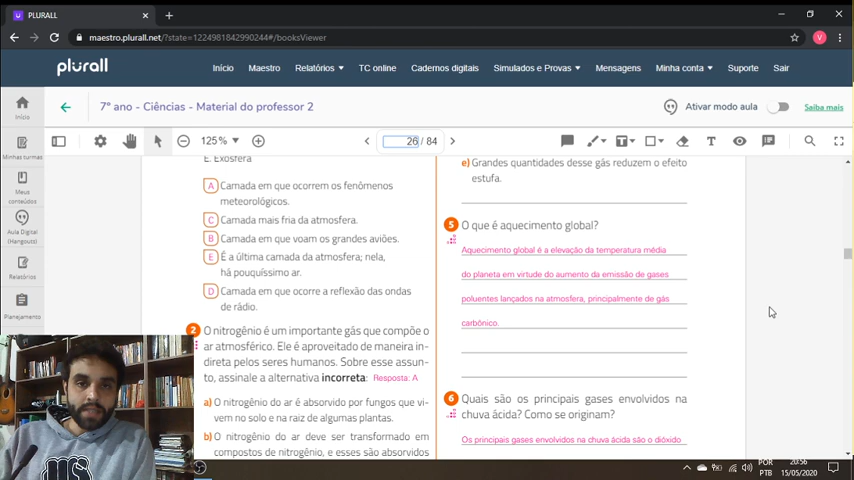 PLURALL
maestro.plurall.net/?state=1224981842990244#/booksViewer
V
plurall
Início
Maestro
Relatórios
TC online
Cadernos digitais
Simulados e Provas
Mensagens
Minha conta
Suporte
Sair
7º ano - Ciências - Material do professor 2
Ativar modo aula
Saiba mais
Início
Minhas turmas
Meus
conteúdos
Aula Digital
(Hangouts)
Relatórios
Planejamento
125%
26 / 84
E. Exosfera
A Camada em que ocorrem os fenômenos
meteorológicos.
C Camada mais fria da atmosfera.
B Camada em que voam os grandes aviões.
E É a última camada da atmosfera; nela,
há pouquíssimo ar.
D Camada em que ocorre a reflexão das ondas
de rádio.
2 O nitrogênio é um importante gás que compõe o
ar atmosférico. Ele é aproveitado de maneira in-
direta pelos seres humanos. Sobre esse assun-
to, assinale a alternativa incorreta: Resposta: A
a) O nitrogênio do ar é absorvido por fungos que vi-
vem no solo e na raiz de algumas plantas.
b) O nitrogênio do ar deve ser transformado em
compostos de nitrogênio, e esses são absorvidos
e) Grandes quantidades desse gás reduzem o efeito
estufa.
5 O que é aquecimento global?
Aquecimento global é a elevação da temperatura média
do planeta em virtude do aumento da emissão de gases
poluentes lançados na atmosfera, principalmente de gás
carbônico.
6 Quais são os principais gases envolvidos na
chuva ácida? Como se originam?
Os principais gases envolvidos na chuva ácida são o dióxido
POR
PTB
20:56
15/05/2020